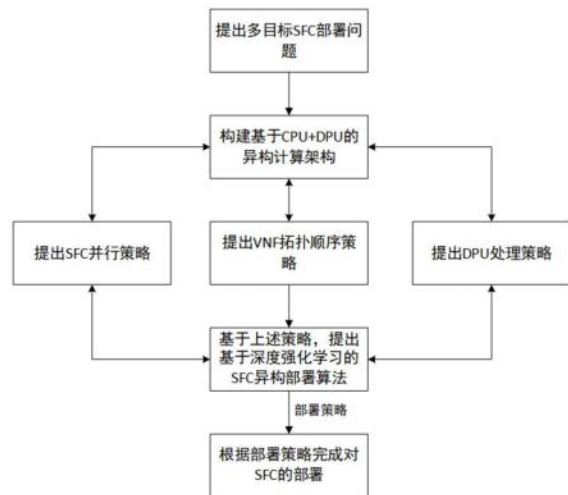 提出多目标SFC部署问
题
构建基于CPU+DPU的
异构计算架构
提出SFC并行策略
提出VNF拓扑顺序策
略
提出DPU处理策略
基于上述策略，提出
基于深度强化学习的
SFC异构部署算法
部署策略
根据部署策略完成对
SFC的部署